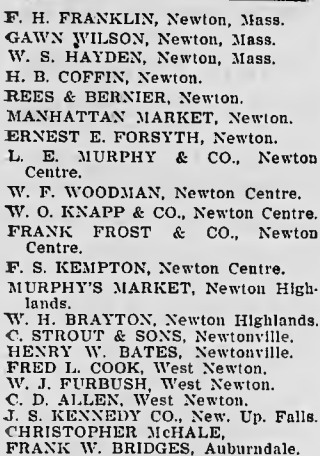 F. H. FRANKLIN, Newton, Mass.
GAWN WILSON, Newton, Mass.
W. S. HAYDEN, Newton, Mass.
H. B. COFFIN, Newton.
REES & BERNIER, Newton.
MANHATTAN MARKET, Newton.
ERNEST E. FORSYTH, Newton.
L. E. MURPHY & CO., Newton
Centre.
W. F. WOODMAN, Newton Centre.
W. O. KNAPP & CO., Newton Centre.
FRANK FROST & CO., Newton
Centre.
F. S. KEMPTON, Newton Centre.
MURPHY'S MARKET, Newton High-
lands.
W. H. BRAYTON, Newton Highlands.
C. STROUT & SONS, Newtonville.
HENRY W. BATES, Newtonville.
FRED L. COOK, West Newton.
W. J. FURBUSH, West Newton.
C. D. ALLEN, West Newton.
J. S. KENNEDY CO., New. Up. Falls.
CHRISTOPHER McHALE,
FRANK W. BRIDGES, Auburndale.